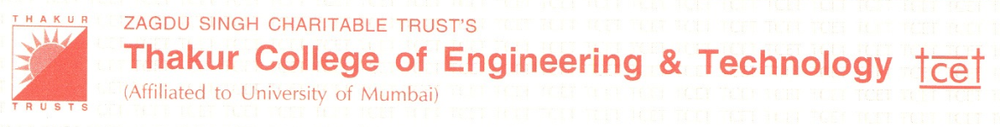 THAKUR
TRUSTS
ZAGDU SINGH CHARITABLE TRUST'S
Thakur College of Engineering & Technology
(Affiliated to University of Mumbai)
tcet